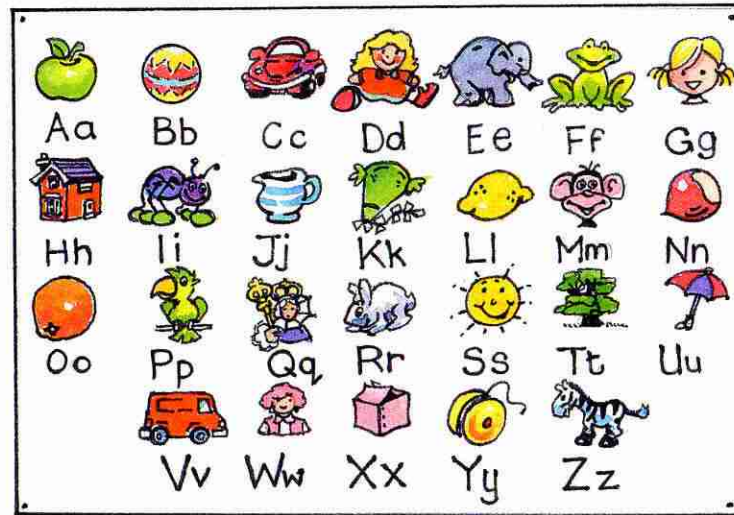 Aa Bb Cc Dd Ee Ff Gg
Hh Ii Jj Kk Ll Mm Nn
Oo Pp Qq Rr Ss Tt Uu
Vv Ww Xx Yy Zz